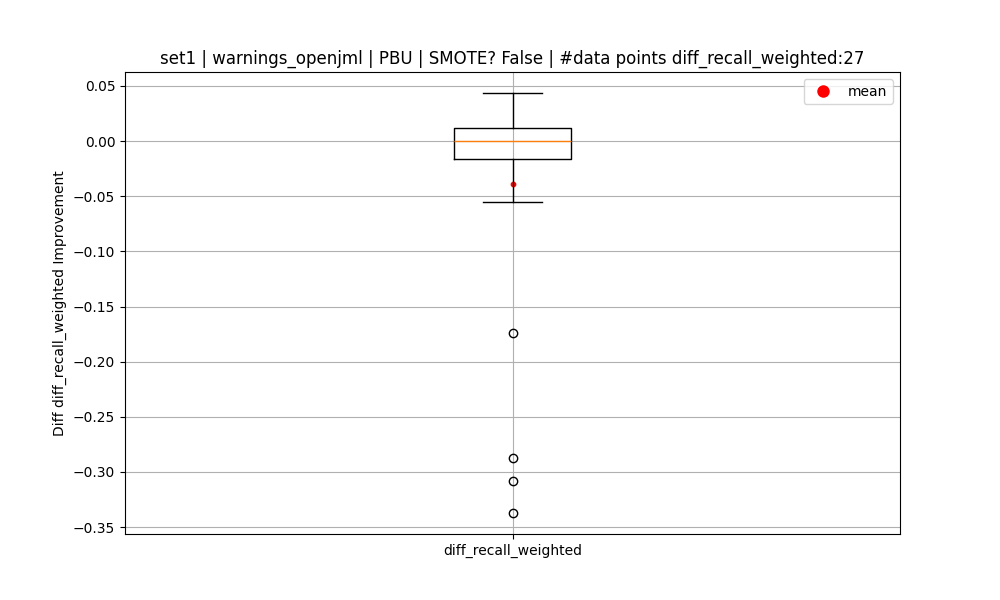 set1 | warnings_openjml | PBU | SMOTE? False | #data points diff_recall_weighted:27
mean
Diff diff_recall_weighted Improvement
0.05
0.00
−0.05
−0.10
−0.15
−0.20
−0.25
−0.30
−0.35
diff_recall_weighted